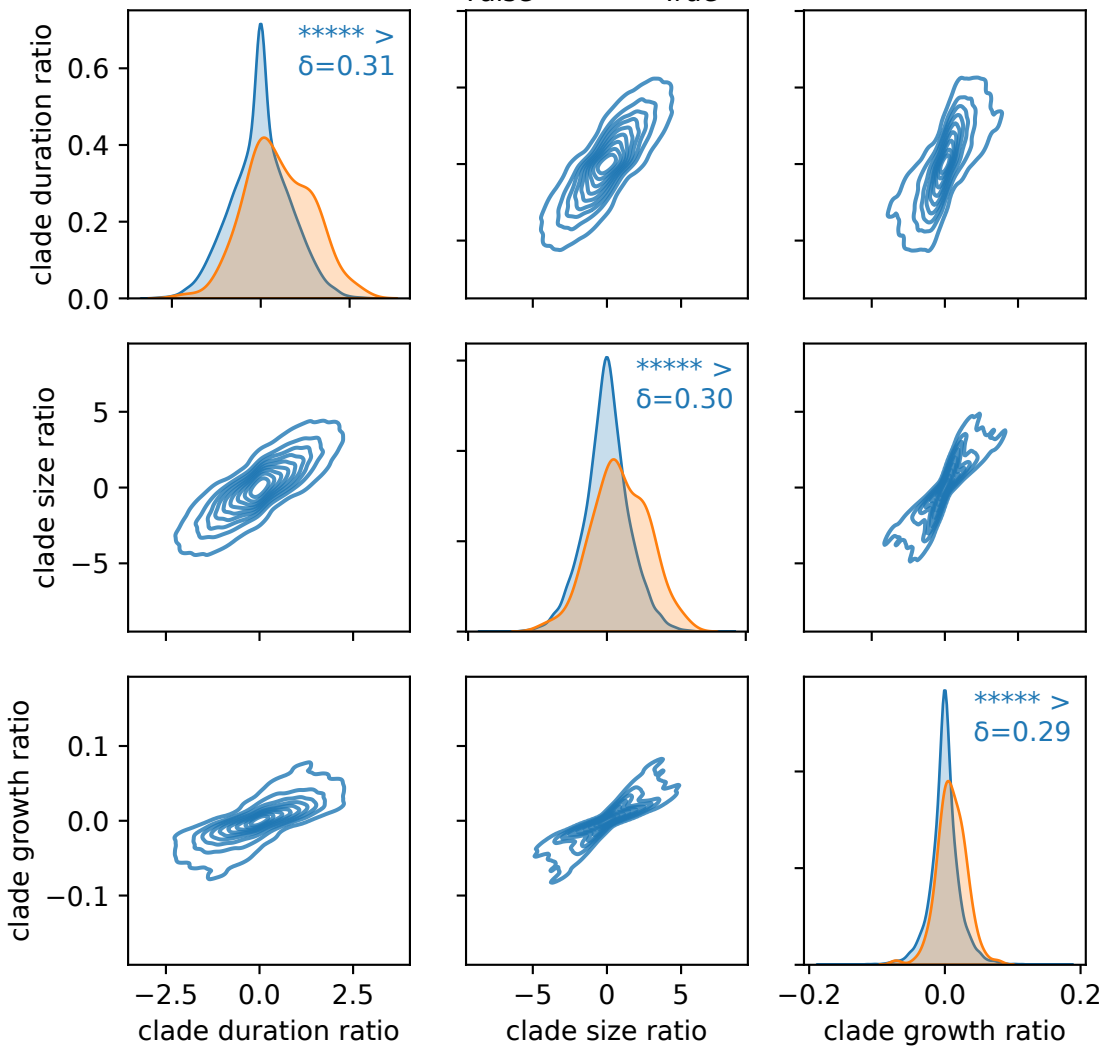 ***** >
δ=0.31
clade duration ratio
0.6
0.4
0.2
0.0
***** >
δ=0.30
clade size ratio
5
0
−5
***** >
δ=0.29
clade growth ratio
0.1
0.0
−0.1
−2.5 0.0 2.5
−5 0 5
−0.2 0.0 0.2
clade duration ratio
clade size ratio
clade growth ratio